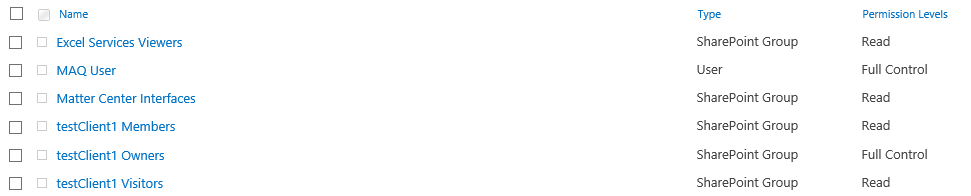 Name Type Permission Levels
Excel Services Viewers SharePoint Group Read
MAQ User User Full Control
Matter Center Interfaces SharePoint Group Read
testClient1 Members SharePoint Group Read
testClient1 Owners SharePoint Group Full Control
testClient1 Visitors SharePoint Group Read